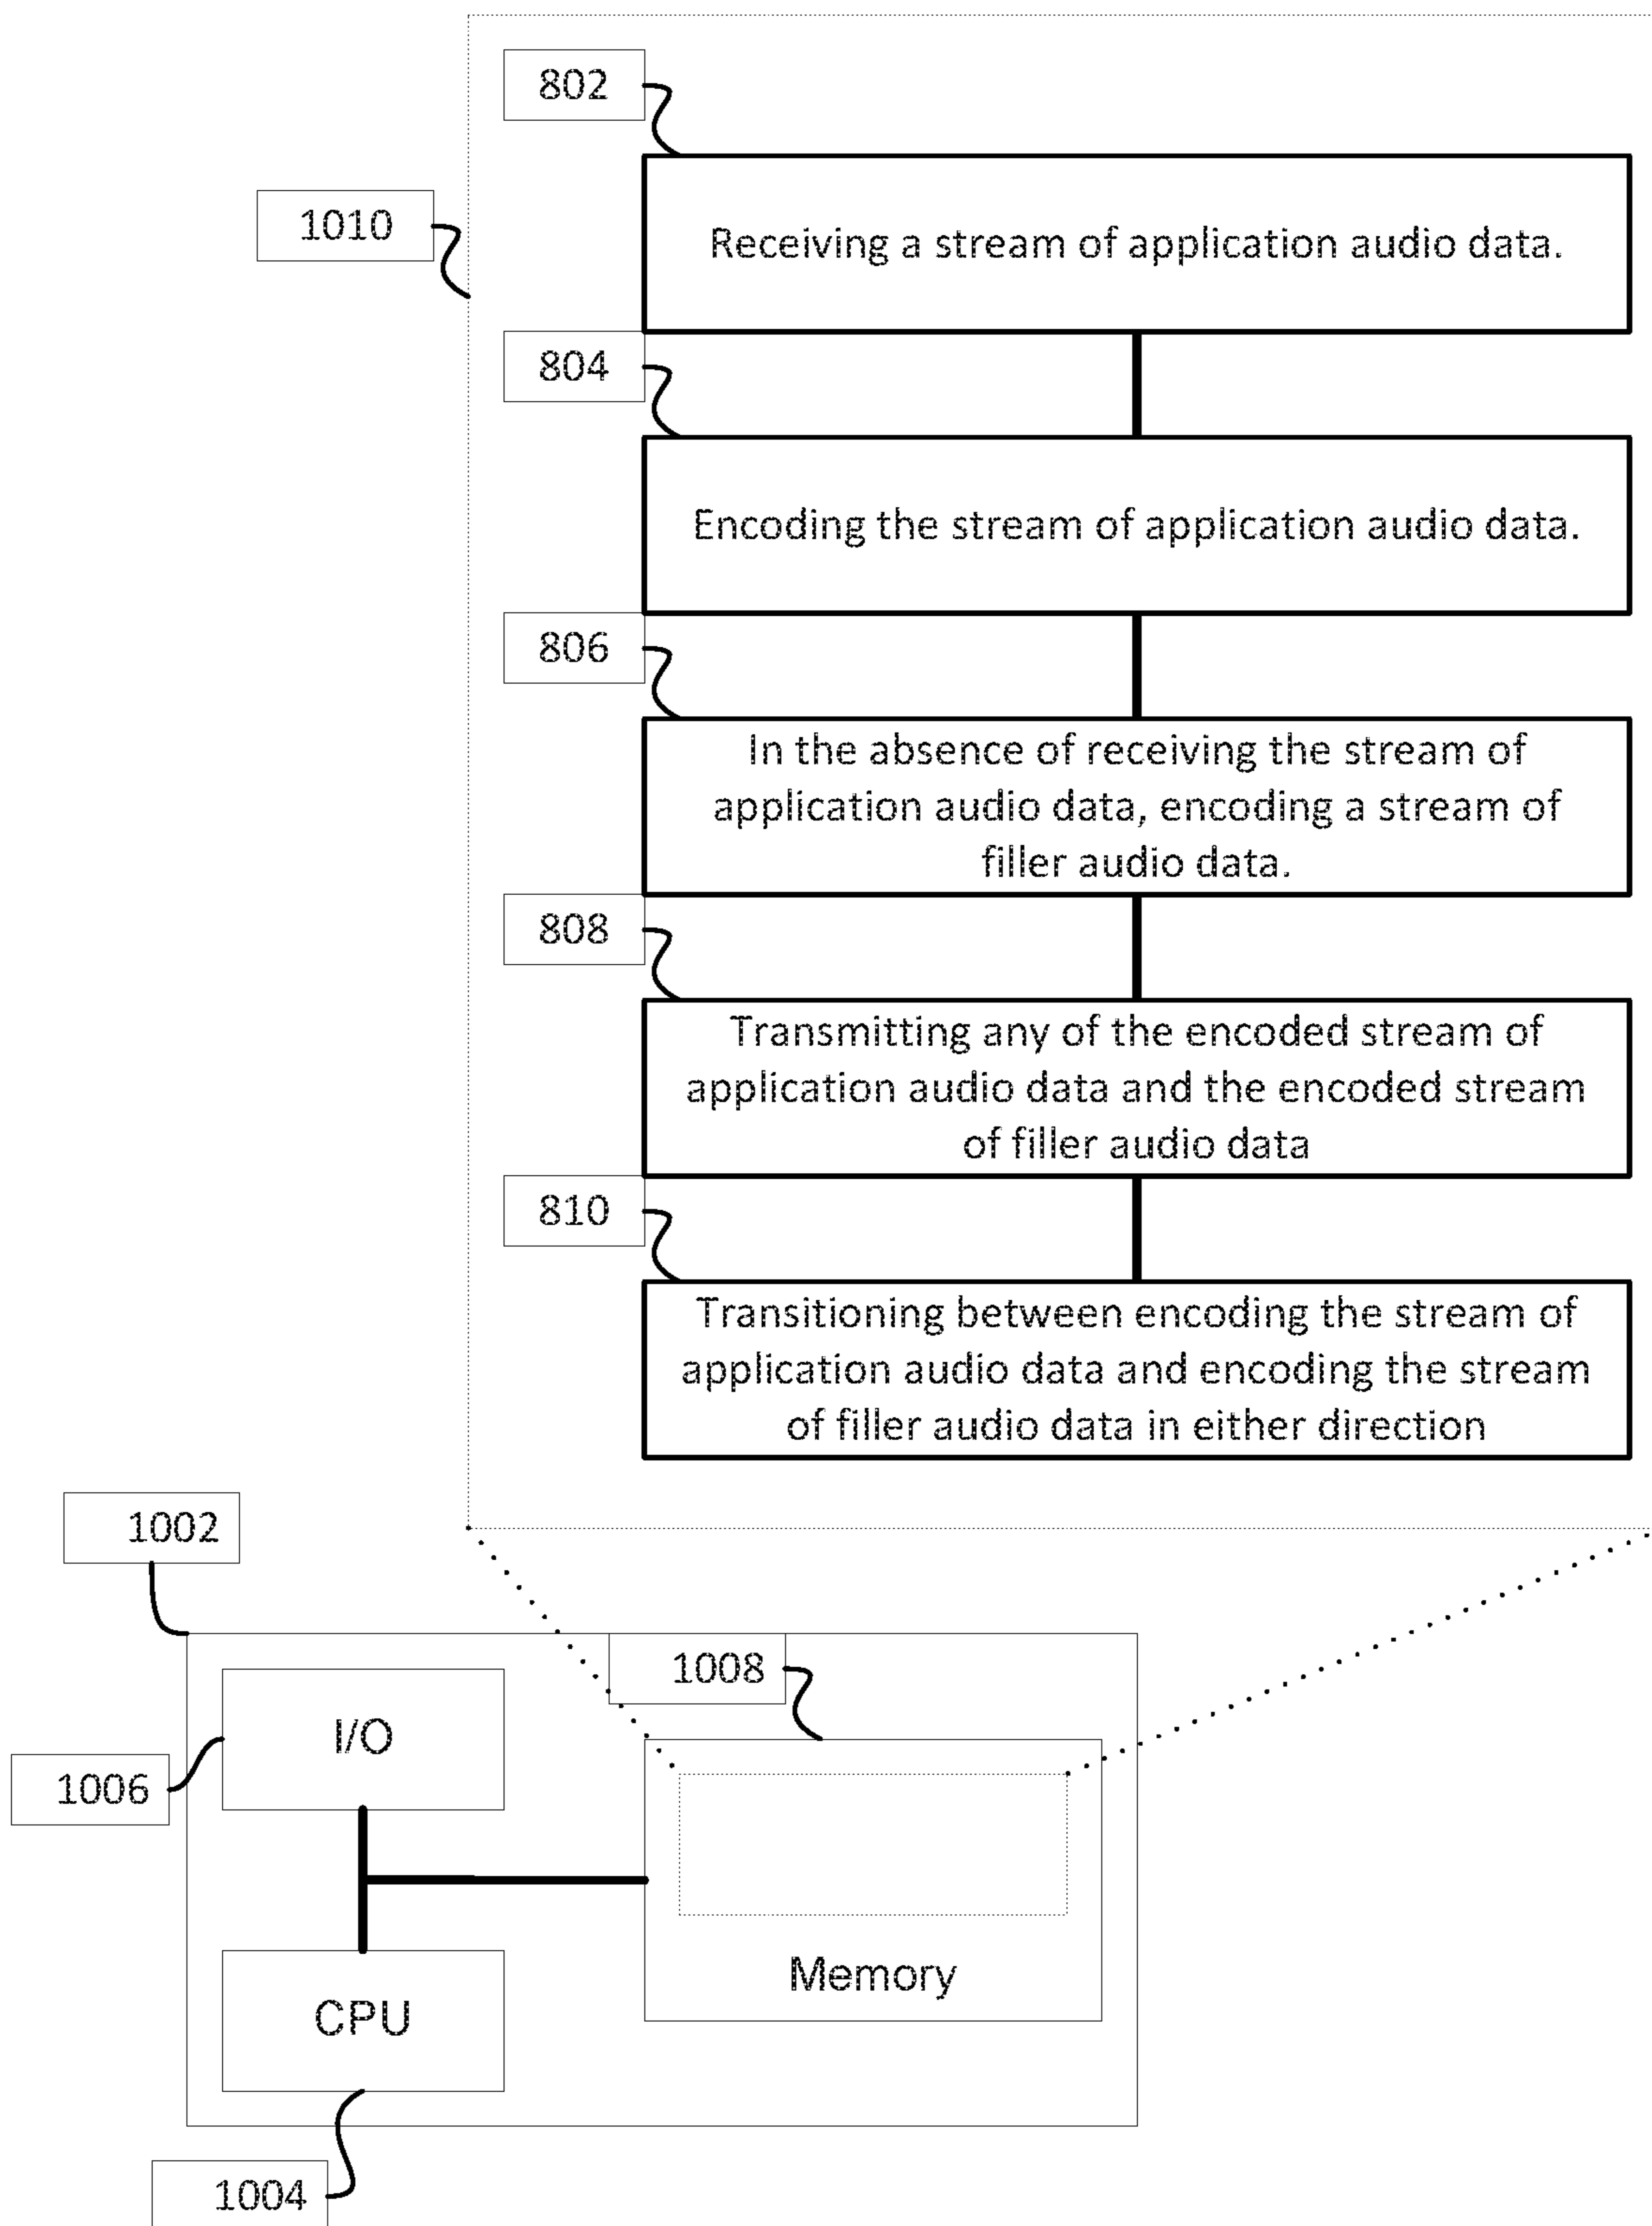 802
1010
Receiving a stream of application audio data.
804
Encoding the stream of application audio data.
806
In the absence of receiving the stream of
application audio data, encoding a stream of
filler audio data.
808
Transmitting any of the encoded stream of
application audio data and the encoded stream
of filler audio data
810
Transitioning between encoding the stream of
application audio data and encoding the stream
of filler audio data in either direction
1002
1008
I/O
1006
Memory
CPU
1004